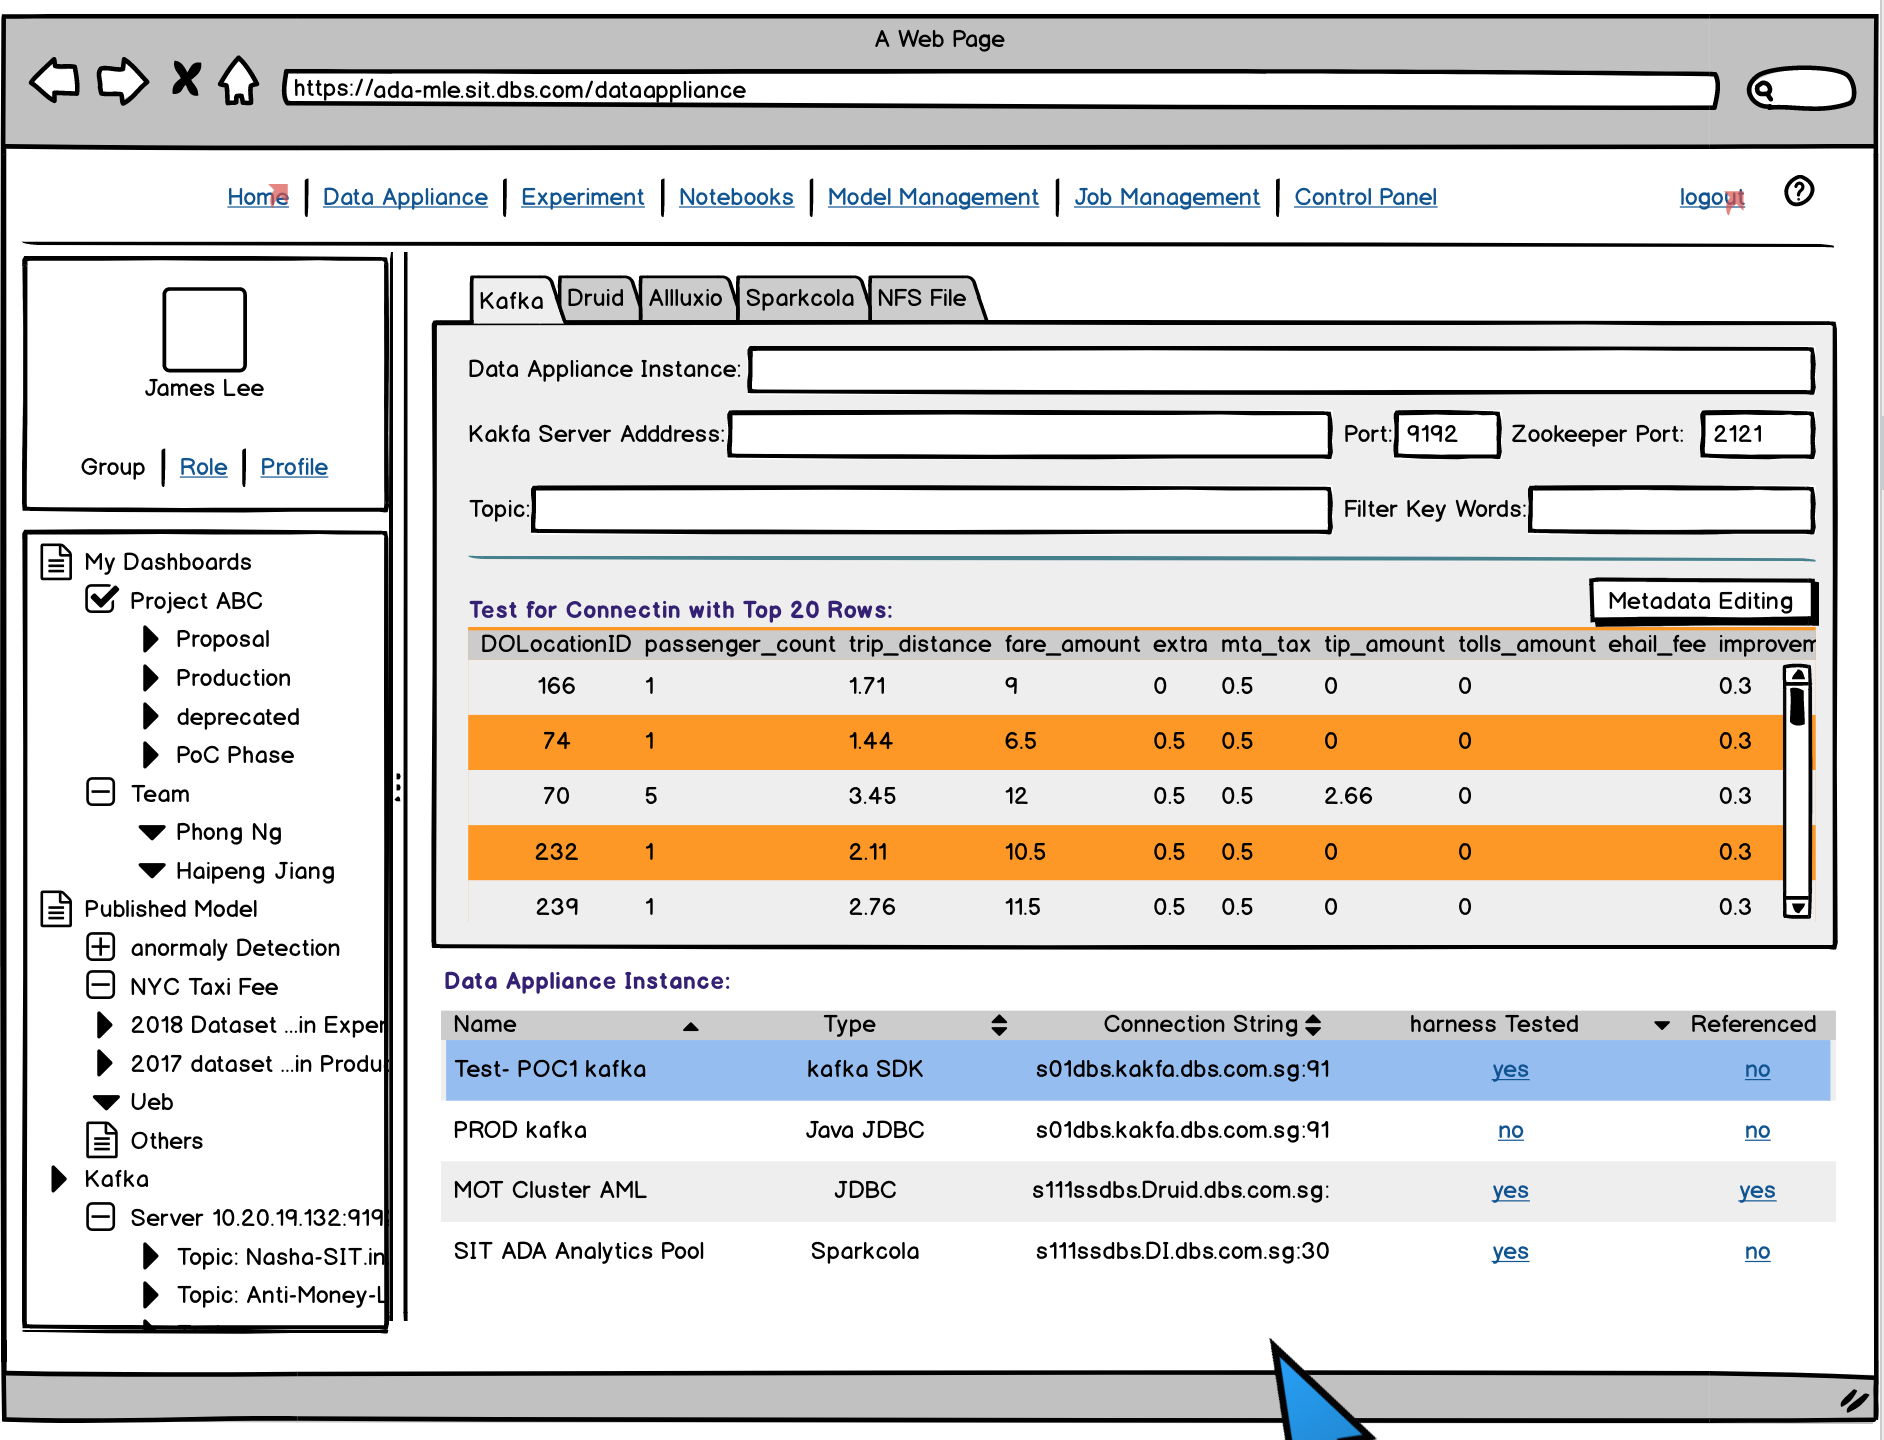 A Web Page
https://ada-mle.sit.dbs.com/dataappliance
Home Data Appliance Experiment Notebooks Model Management Job Management Control Panel logout ?
James Lee
Group Role Profile
My Dashboards
Project ABC
Proposal
Production
deprecated
PoC Phase
Team
Phong Ng
Haipeng Jiang
Published Model
anormaly Detection
NYC Taxi Fee
2018 Dataset ...in Exper
2017 dataset ...in Produ
Ueb
Others
Kafka
Server 10.20.19.132:919
Topic: Nasha-SIT.in
Topic: Anti-Money-L
Kafka Druid Allluxio Sparkcola NFS File
Data Appliance Instance:
Kakfa Server Adddress: Port: 9192 Zookeeper Port: 2121
Topic: Filter Key Words:
Test for Connectin with Top 20 Rows: Metadata Editing
DOLocationID passenger_count trip_distance fare_amount extra mta_tax tip_amount tolls_amount ehail_fee improvem
166 1 1.71 9 0 0.5 0 0 0.3
74 1 1.44 6.5 0.5 0.5 0 0 0.3
70 5 3.45 12 0.5 0.5 2.66 0 0.3
232 1 2.11 10.5 0.5 0.5 0 0 0.3
239 1 2.76 11.5 0.5 0.5 0 0 0.3
Data Appliance Instance:
Name Type Connection String harness Tested Referenced
Test- POC1 kafka kafka SDK s01dbs.kakfa.dbs.com.sg:91 yes no
PROD kafka Java JDBC s01dbs.kakfa.dbs.com.sg:91 no no
MOT Cluster AML JDBC s111ssdbs.Druid.dbs.com.sg: yes yes
SIT ADA Analytics Pool Sparkcola s111ssdbs.DI.dbs.com.sg:30 yes no